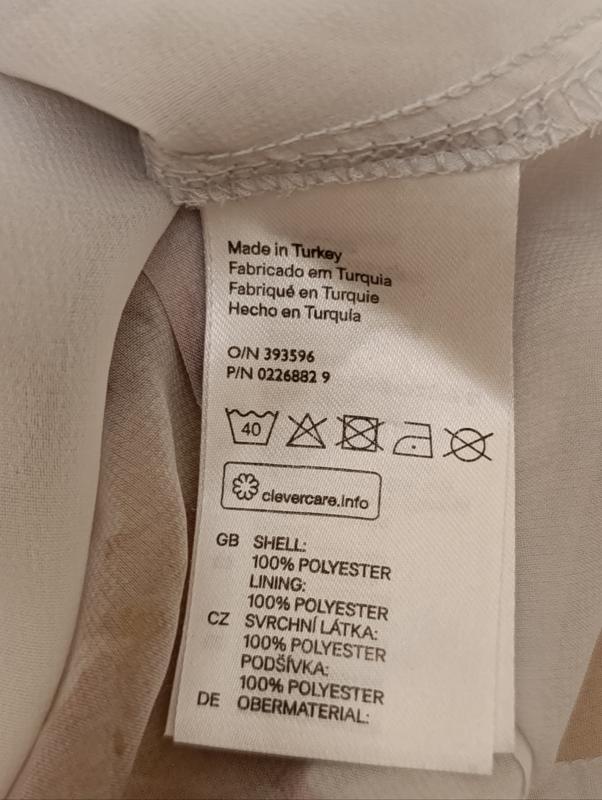 Made in Turkey
Fabricado em Turquia
Fabriqué en Turquie
Hecho en Turquía
O/N 393596
P/N 0226882 9
40
clevercare.info
GB SHELL:
100% POLYESTER
LINING:
100% POLYESTER
CZ SVRCHNÍ LÁTKA:
100% POLYESTER
PODŠÍVKA:
100% POLYESTER
DE OBERMATERIAL: